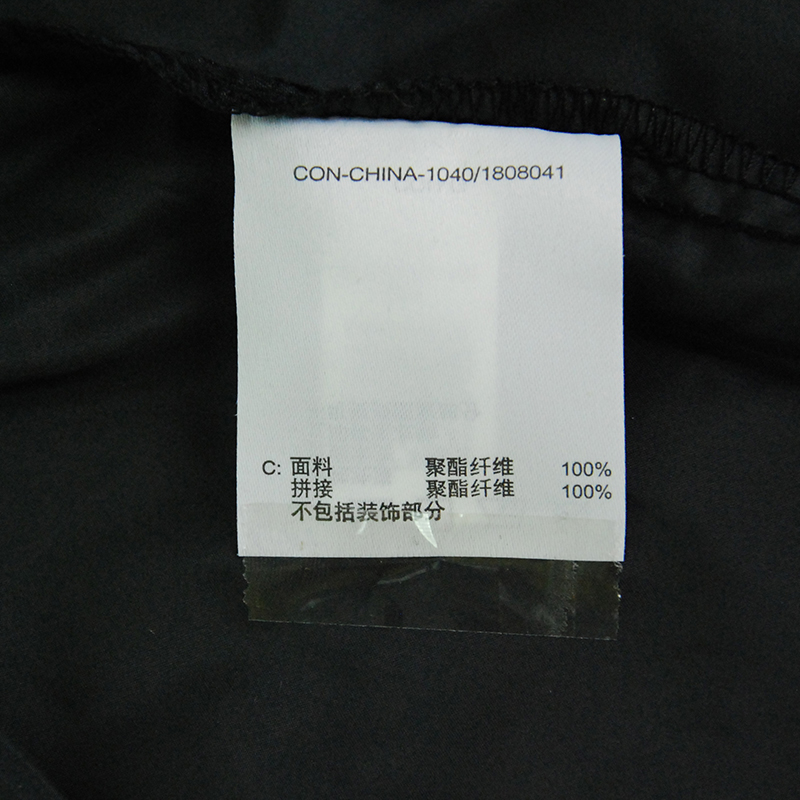 CON-CHINA-1040/1808041
C: 面料 聚酯纤维 100%
拼接 聚酯纤维 100%
不包括装饰部分